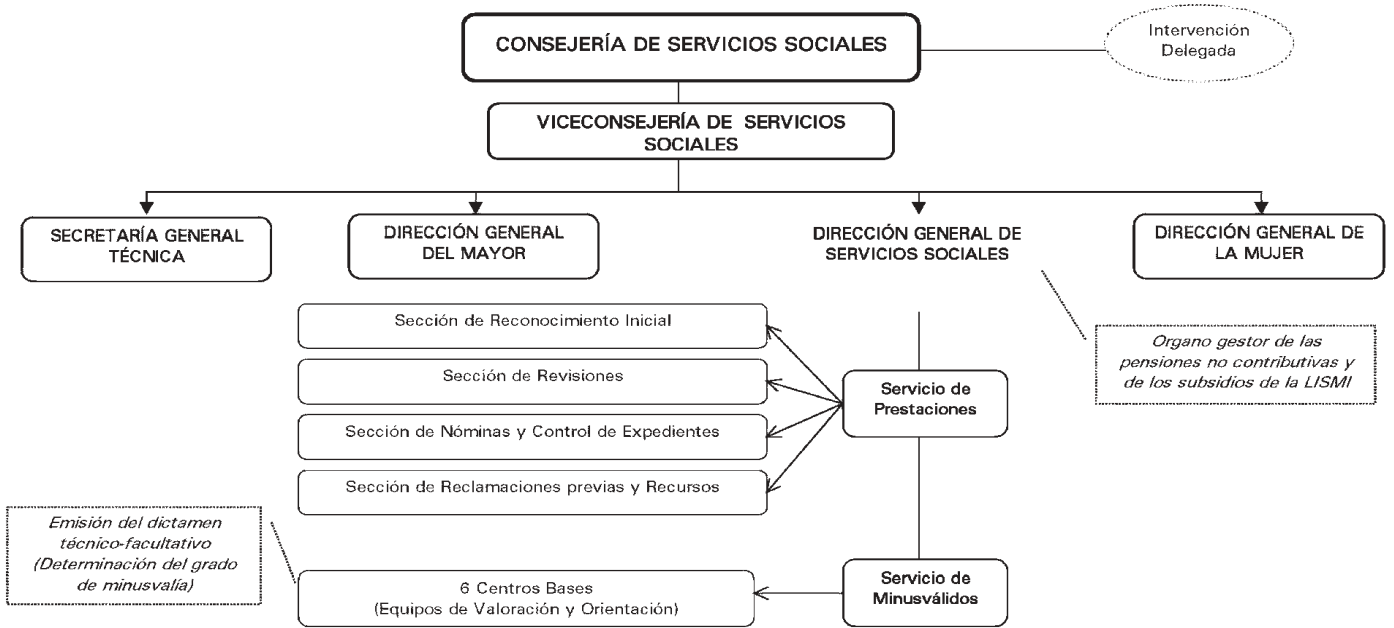 CONSEJERÍA DE SERVICIOS SOCIALES
Intervención
Delegada
VICECONSEJERÍA DE SERVICIOS
SOCIALES
SECRETARÍA GENERAL
TÉCNICA
DIRECCIÓN GENERAL
DEL MAYOR
DIRECCIÓN GENERAL DE
SERVICIOS SOCIALES
DIRECCIÓN GENERAL DE
LA MUJER
Sección de Reconocimiento Inicial
Sección de Revisiones
Sección de Nóminas y Control de Expedientes
Sección de Reclamaciones previas y Recursos
Servicio de
Prestaciones
Organo gestor de las
pensiones no contributivas y
de los subsidios de la LISMI
Emisión del dictamen
técnico-facultativo
(Determinación del grado
de minusvalía)
6 Centros Bases
(Equipos de Valoración y Orientación)
Servicio de
Minusválidos